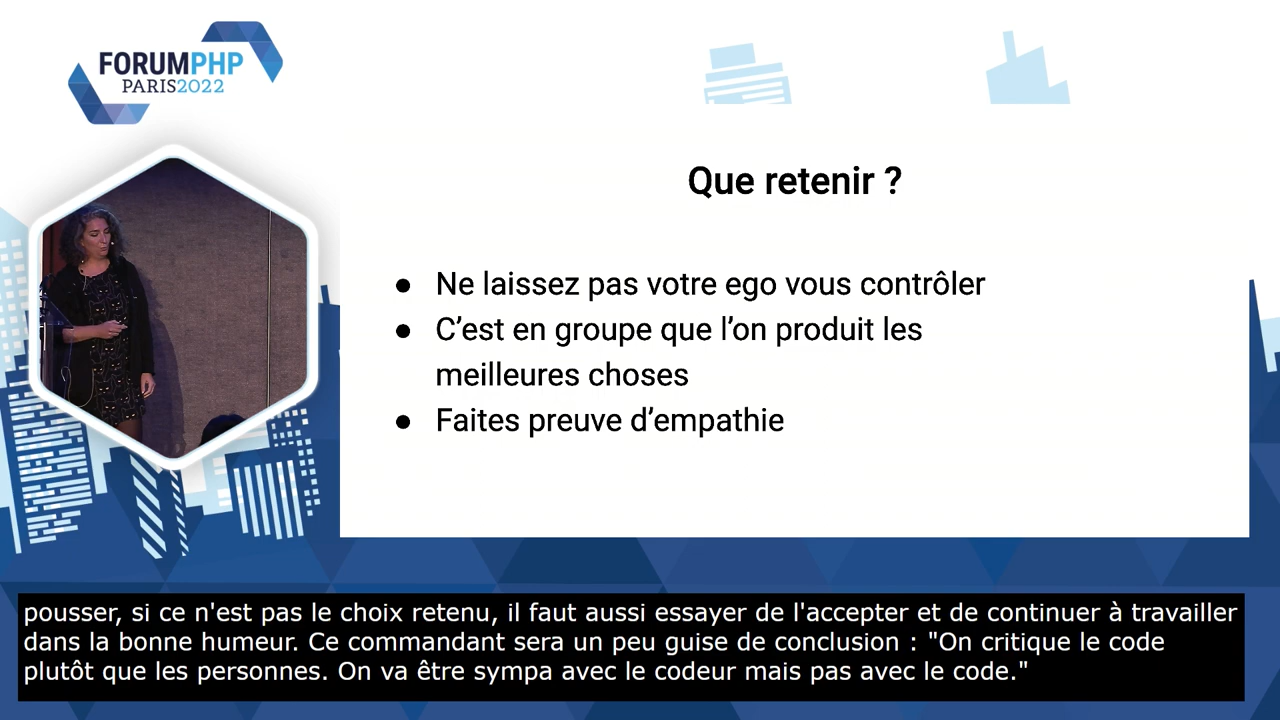 FORUMPHP
PARIS2022
Que retenir ?
● Ne laissez pas votre ego vous contrôler
● C’est en groupe que l’on produit les
meilleures choses
● Faites preuve d’empathie
pousser, si ce n'est pas le choix retenu, il faut aussi essayer de l'accepter et de continuer à travailler
dans la bonne humeur. Ce commandant sera un peu guise de conclusion : "On critique le code
plutôt que les personnes. On va être sympa avec le codeur mais pas avec le code."